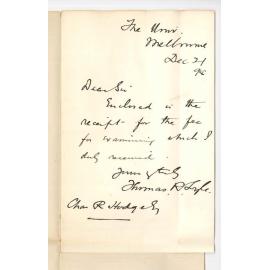 The Univ.
Melbourne
Dec 21
Dear Sir
Enclosed is the
receipt for the fee
for examining which I
duly received.
Yours
Thomas R. Lyle.
Chas R Hodge Esq